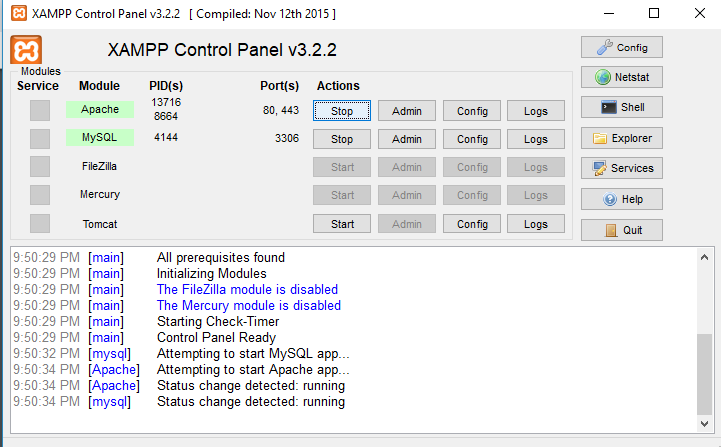 XAMPP Control Panel v3.2.2 [ Compiled: Nov 12th 2015 ]
XAMPP Control Panel v3.2.2
Config
Modules
Service Module PID(s) Port(s) Actions
Netstat
Apache 13716 8664 80, 443 Stop Admin Config Logs
Shell
MySQL 4144 3306 Stop Admin Config Logs
Explorer
FileZilla Start Admin Config Logs
Services
Mercury Start Admin Config Logs
Help
Tomcat Start Admin Config Logs
Quit
9:50:29 PM [main] All prerequisites found
9:50:29 PM [main] Initializing Modules
9:50:29 PM [main] The FileZilla module is disabled
9:50:29 PM [main] The Mercury module is disabled
9:50:29 PM [main] Starting Check-Timer
9:50:29 PM [main] Control Panel Ready
9:50:32 PM [mysql] Attempting to start MySQL app...
9:50:34 PM [Apache] Attempting to start Apache app...
9:50:34 PM [Apache] Status change detected: running
9:50:34 PM [mysql] Status change detected: running